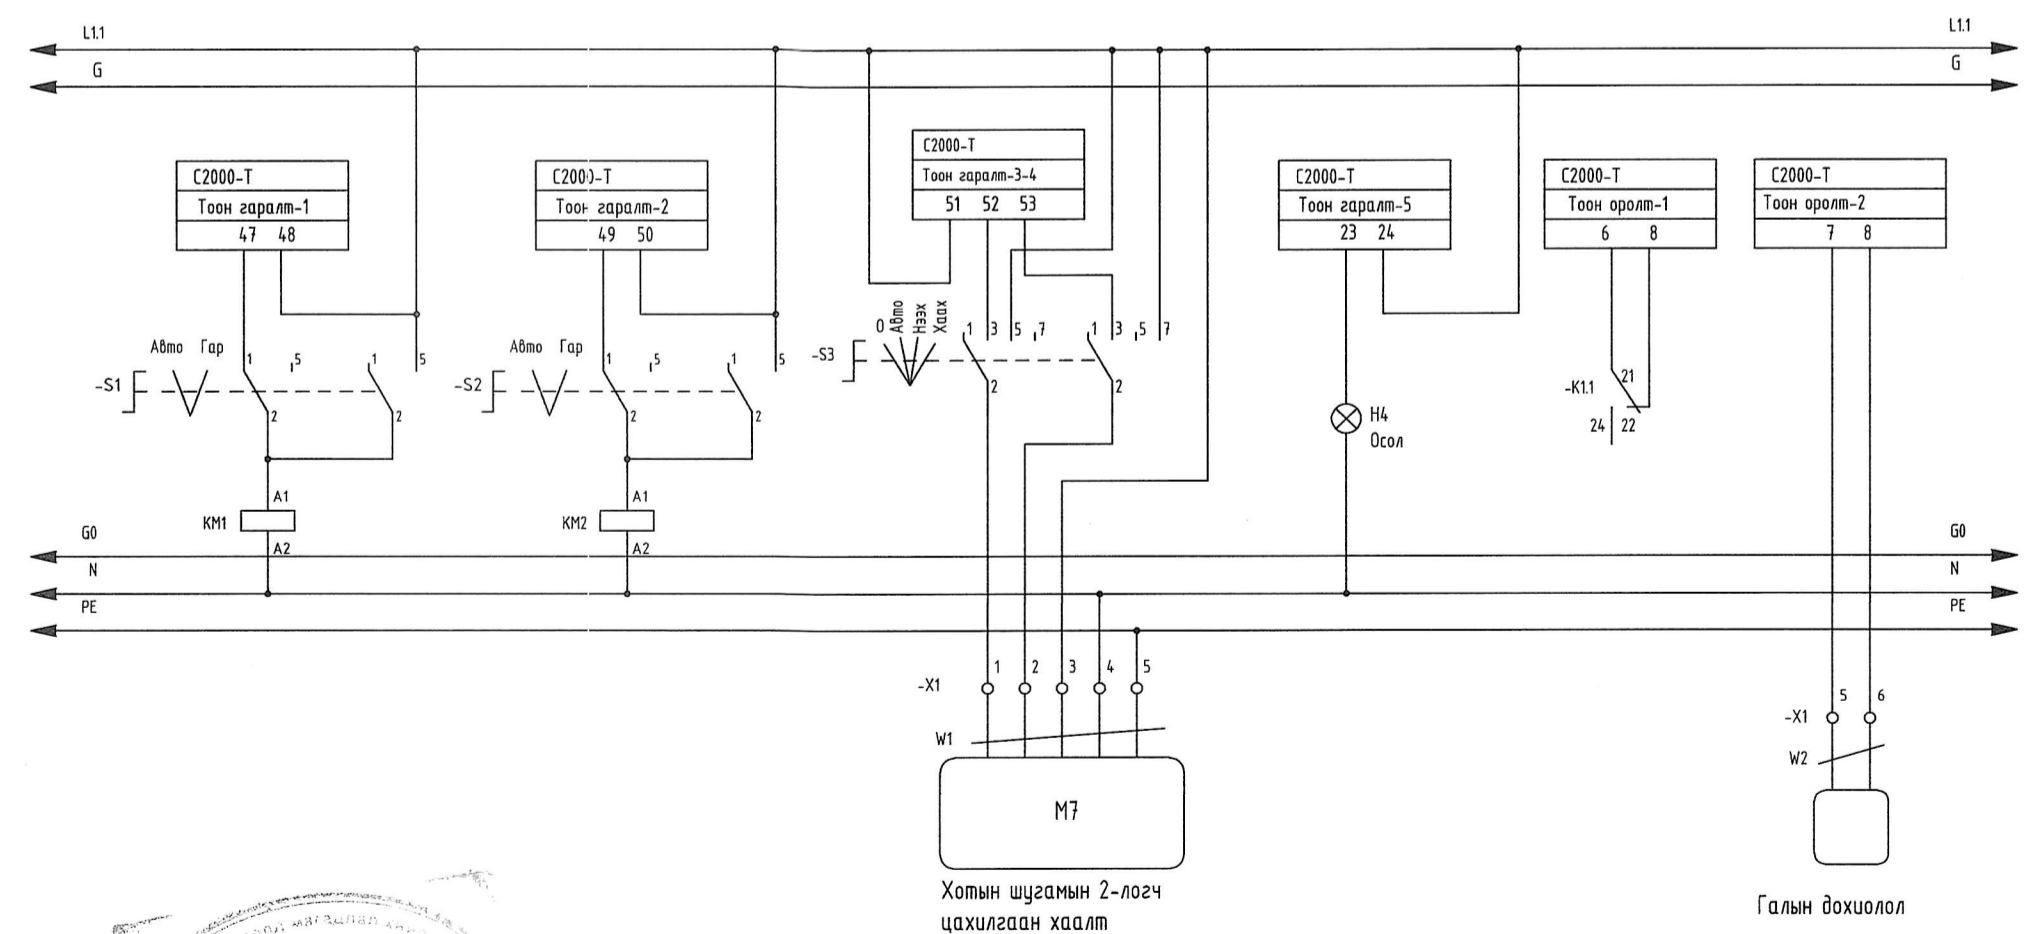 L1.1 L1.1
G G
C2000-T
Тоон гаралт-1
47 48
C2000-T
Тоон гаралт-2
49 50
C2000-T
Тоон гаралт-3-4
51 52 53
C2000-T
Тоон гаралт-5
23 24
C2000-T
Тоон оролт-1
6 8
C2000-T
Тоон оролт-2
7 8
Авто Гар
-S1
1 5 1 5
2 2
Авто Гар
-S2
1 5 1 5
2 2
0 Авто Нээх Хаах
-S3
1 3 5 7 1 3 5 7
2 2
H4
Осол
-K1.1
21
24 22
A1
KM1
A2
A1
KM2
A2
G0 G0
N N
PE PE
1 2 3 4 5
-X1
W1
M7
Хотын шугамын 2-логч
цахилгаан хаалт
5 6
-X1
W2
Галын дохиолол